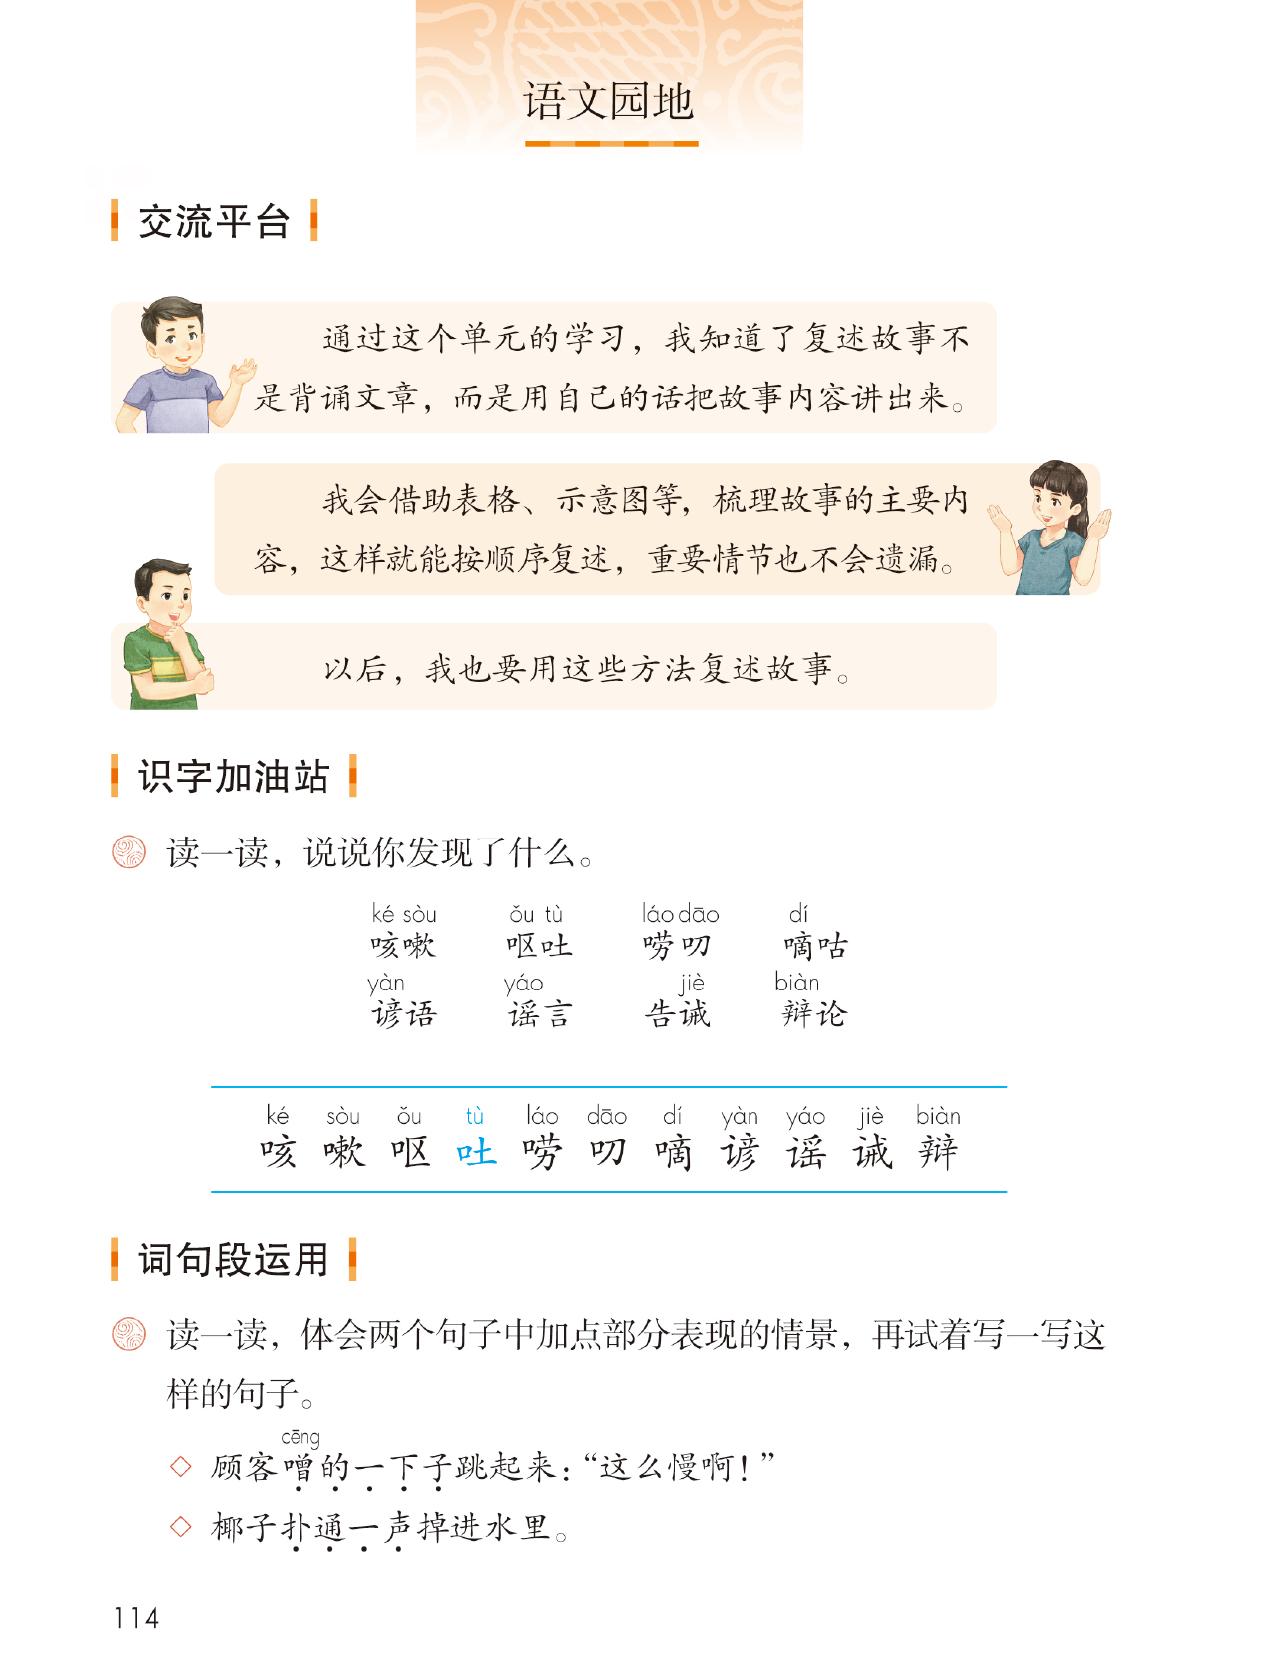 语文园地
交流平台
通过这个单元的学习，我知道了复述故事不
是背诵文章，而是用自己的话把故事内容讲出来。
我会借助表格、示意图等，梳理故事的主要内
容，这样就能按顺序复述，重要情节也不会遗漏。
以后，我也要用这些方法复述故事。
识字加油站
读一读，说说你发现了什么。
ké sòu ǒu tù láo dāo dí
咳嗽 呕吐 唠叨 嘀咕
yàn yáo jiè biàn
谚语 谣言 告诫 辩论
ké sòu ǒu tù láo dāo dí yàn yáo jiè biàn
咳 嗽 呕 吐 唠 叨 嘀 谚 谣 诫 辩
词句段运用
读一读，体会两个句子中加点部分表现的情景，再试着写一写这
样的句子。
cēng
◇ 顾客噌的一下子跳起来：“这么慢啊！”
◇ 椰子扑通一声掉进水里。
114